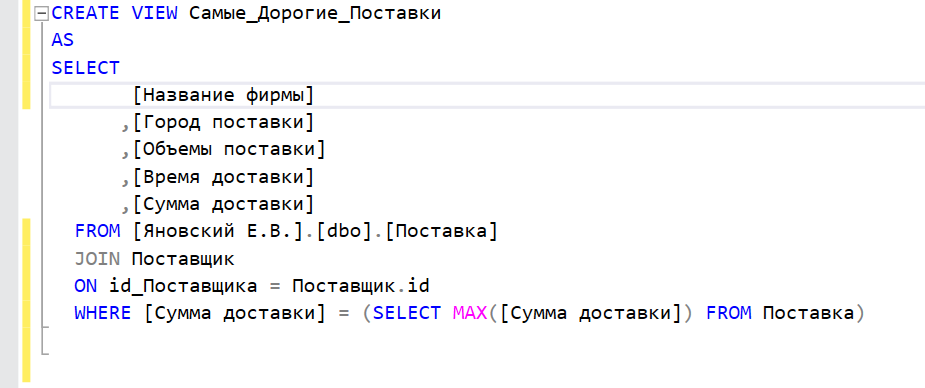 CREATE VIEW Самые_Дорогие_Поставки
AS
SELECT
[Название фирмы]
,[Город поставки]
,[Объемы поставки]
,[Время доставки]
,[Сумма доставки]
FROM [Яновский Е.В.].[dbo].[Поставка]
JOIN Поставщик
ON id_Поставщика = Поставщик.id
WHERE [Сумма доставки] = (SELECT MAX([Сумма доставки]) FROM Поставка)